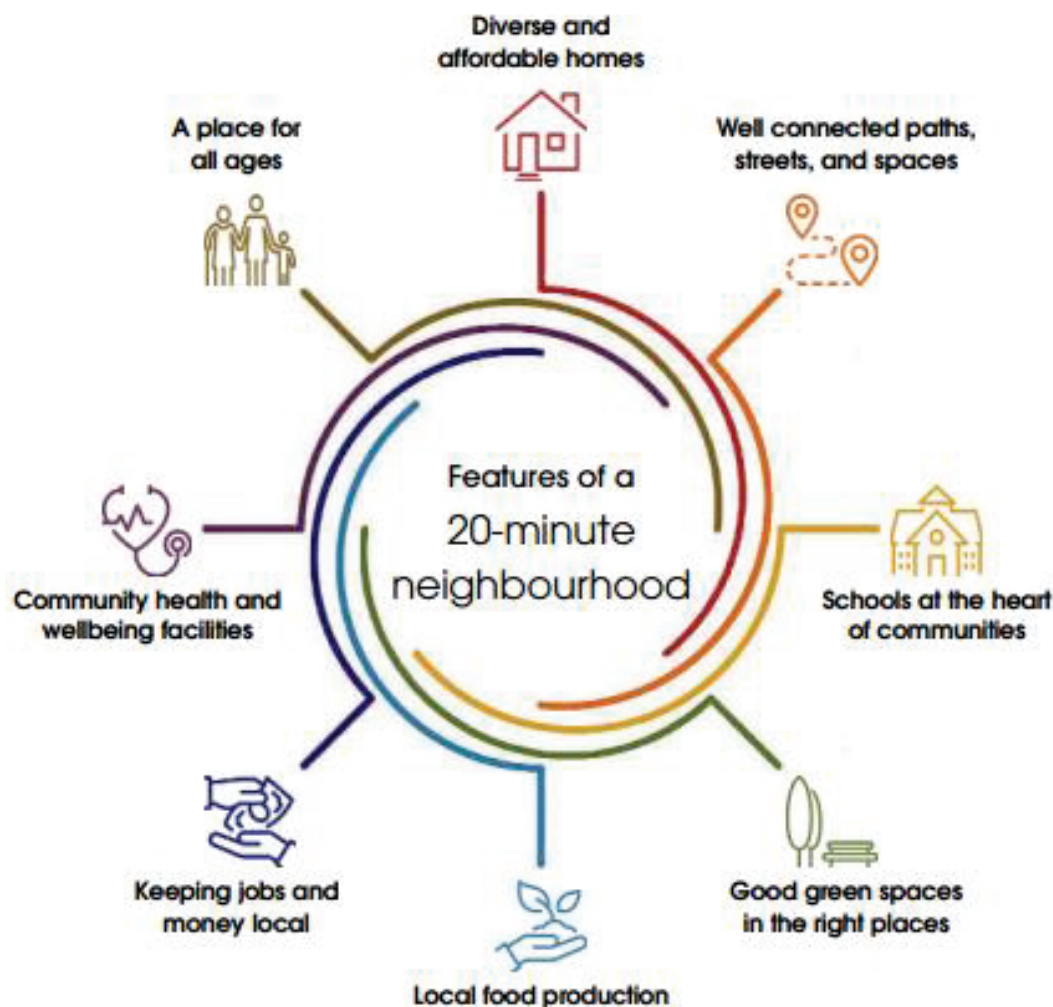 Diverse and
affordable homes
Well connected paths,
streets, and spaces
Schools at the heart
of communities
Good green spaces
in the right places
Local food production
Keeping jobs and
money local
Community health and
wellbeing facilities
A place for
all ages
Features of a
20-minute
neighbourhood